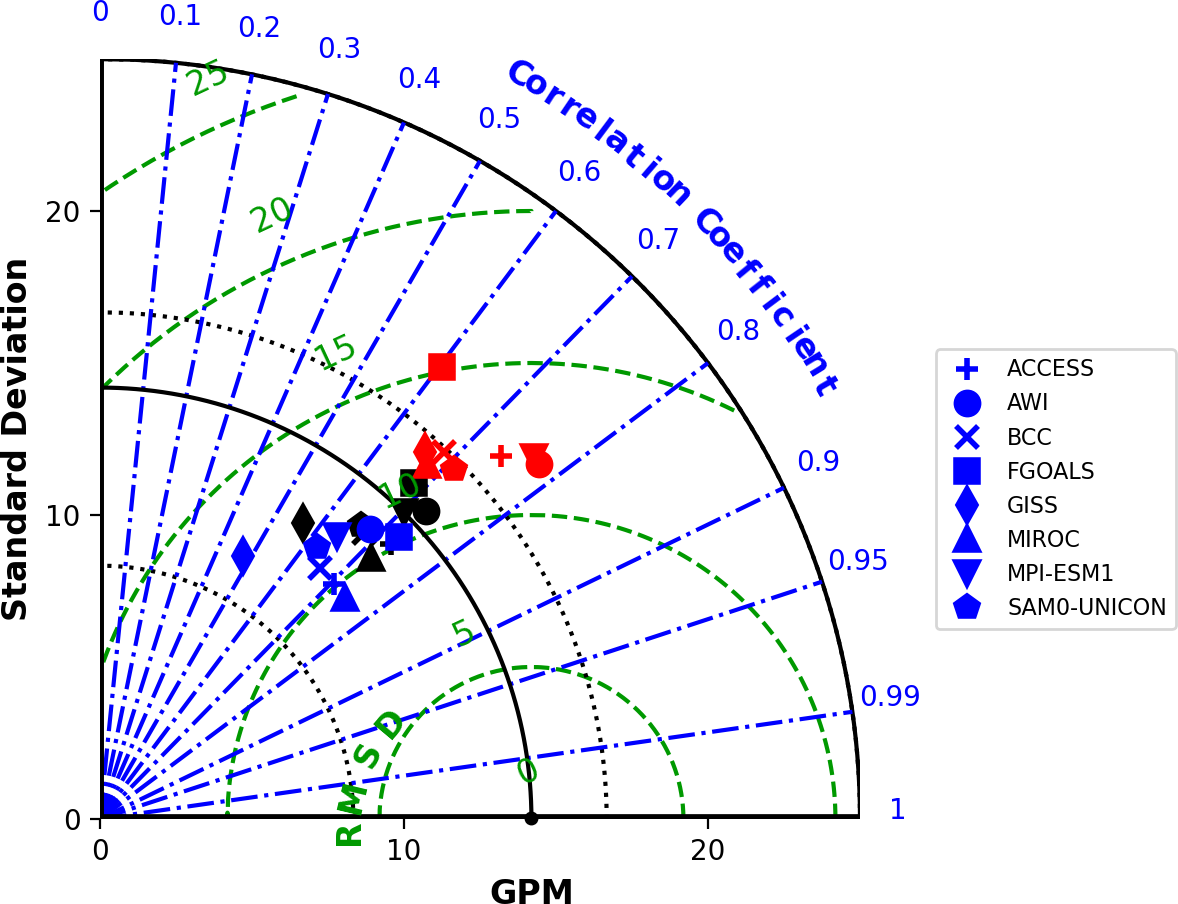 0
0.1
0.2
0.3
0.4
0.5
0.6
0.7
0.8
0.9
0.95
0.99
1
Correlation Coefficient
25
20
15
10
5
0
RMSD
20
10
0
Standard Deviation
0
10
20
GPM
ACCESS
AWI
BCC
FGOALS
GISS
MIROC
MPI-ESM1
SAM0-UNICON